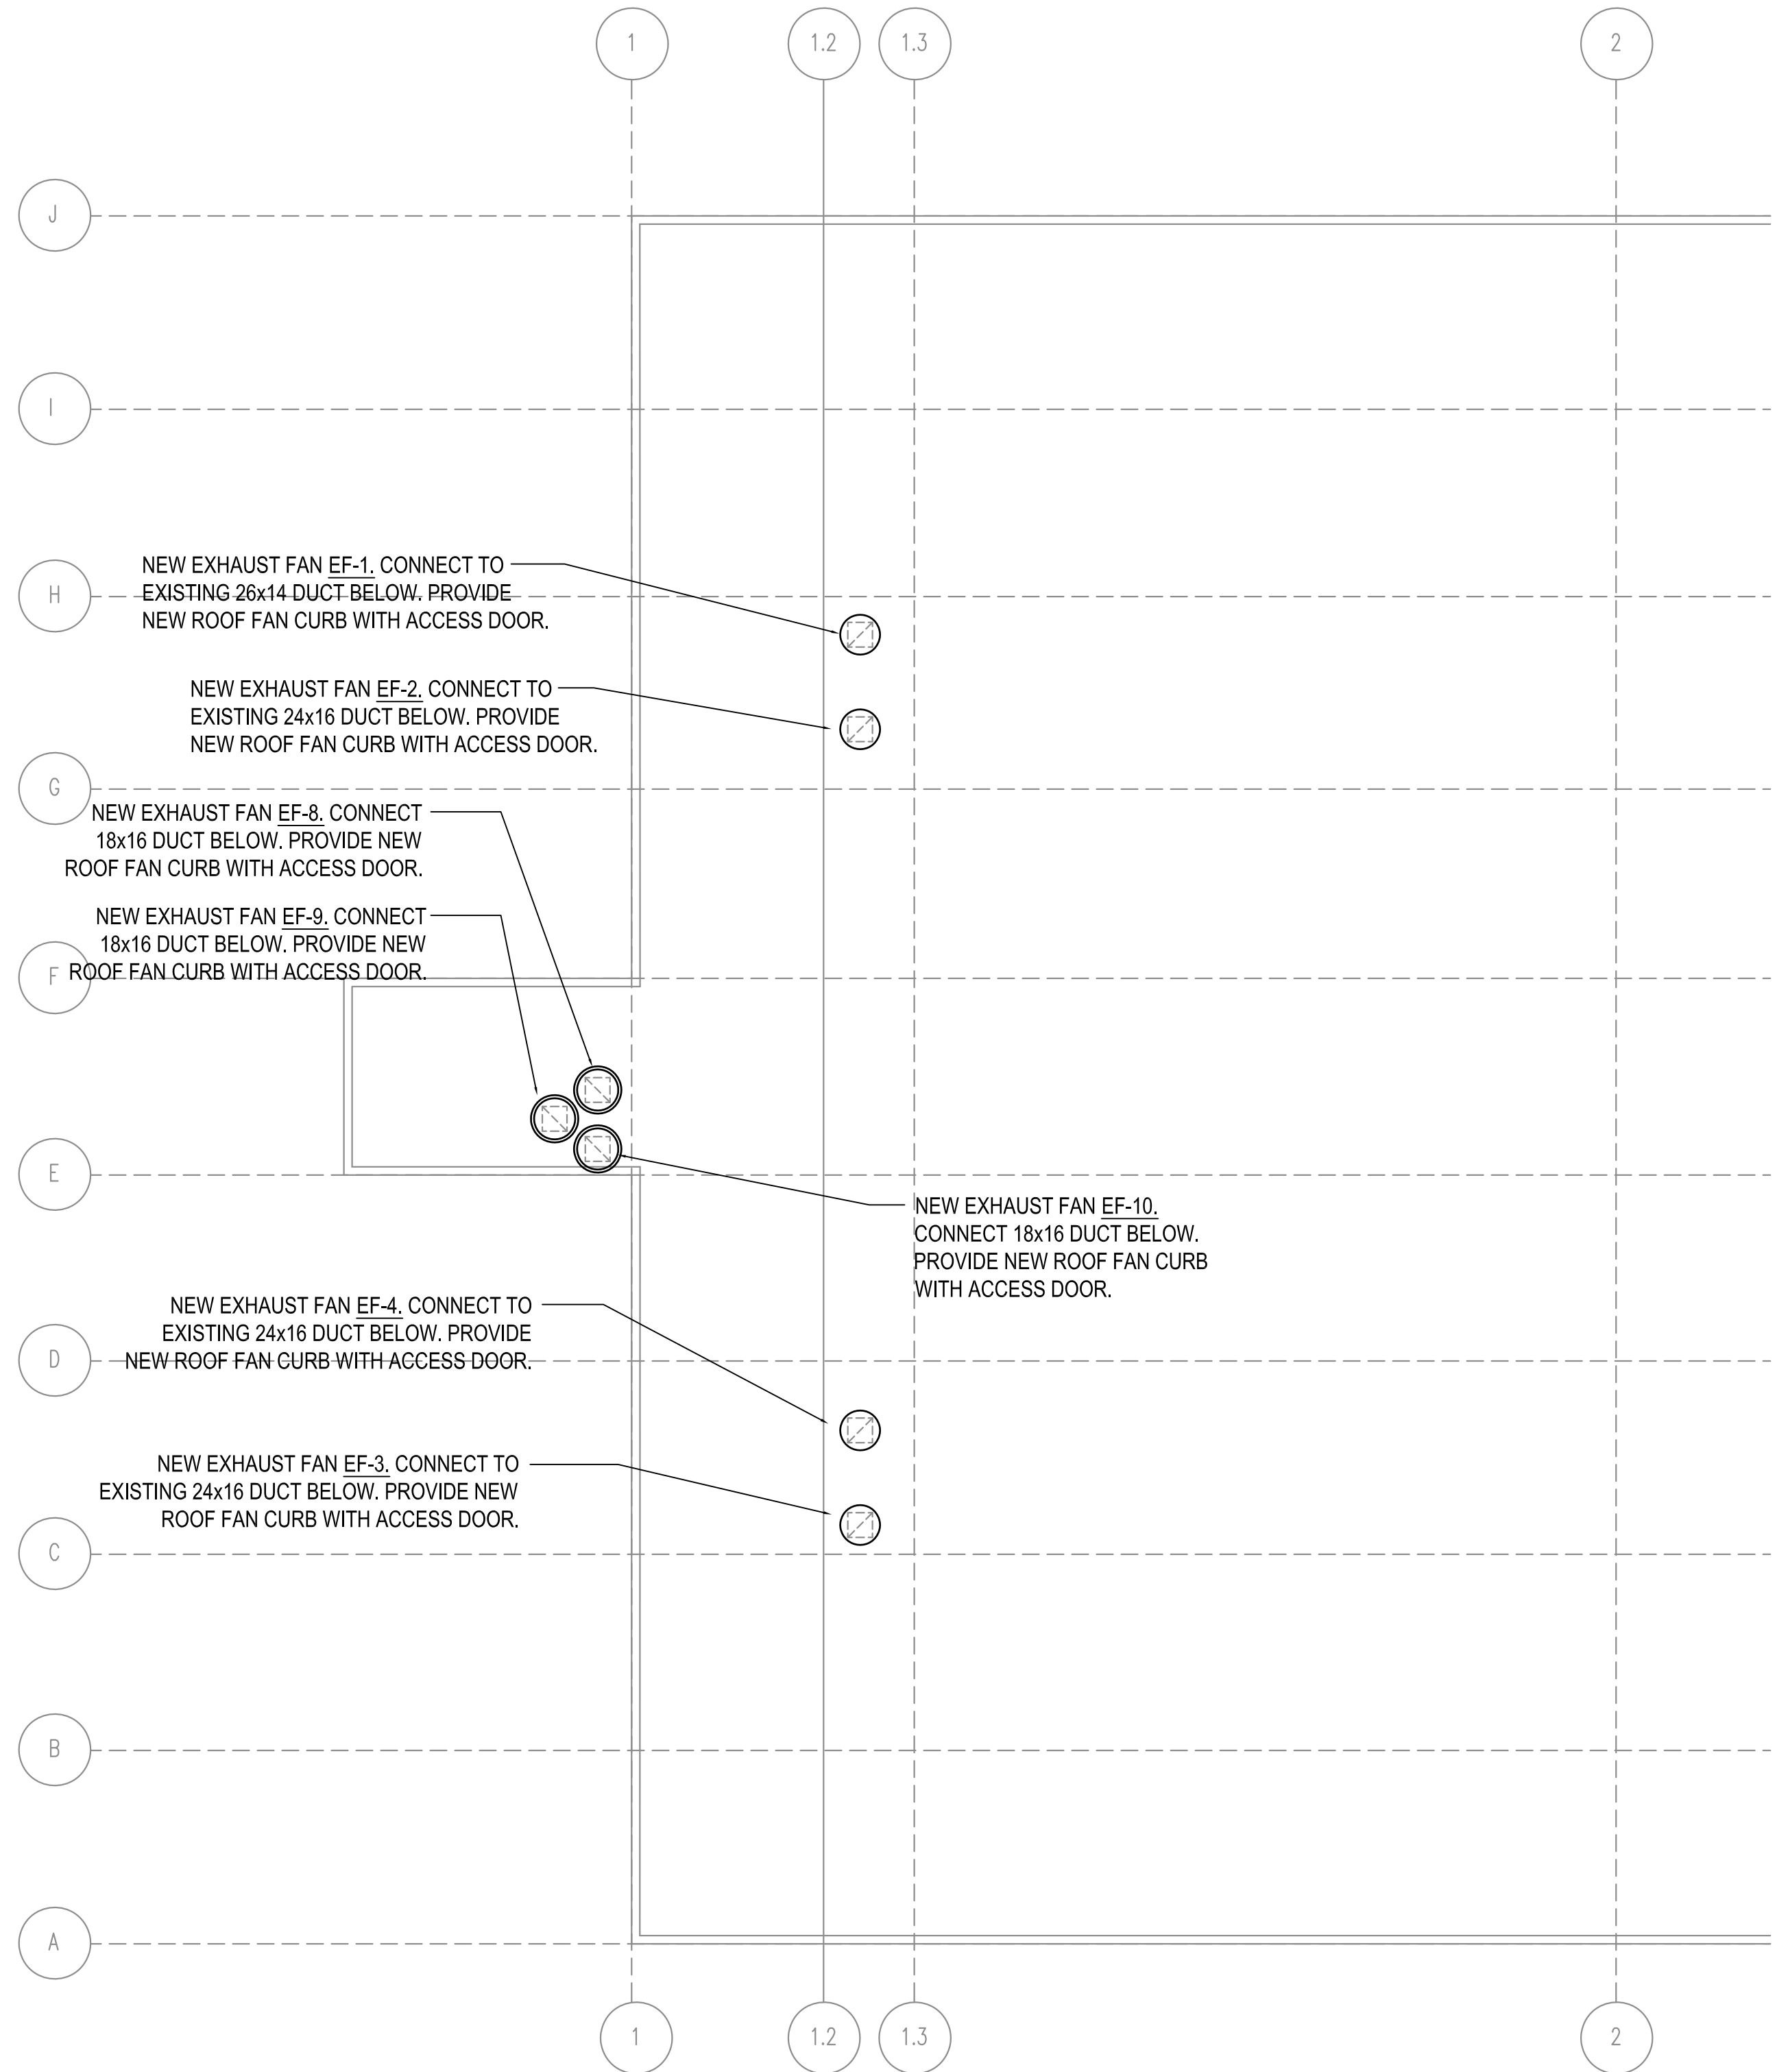 1
1.2
1.3
2
J
I
H
NEW EXHAUST FAN EF-1. CONNECT TO
EXISTING 26x14 DUCT BELOW. PROVIDE
NEW ROOF FAN CURB WITH ACCESS DOOR.
NEW EXHAUST FAN EF-2. CONNECT TO
EXISTING 24x16 DUCT BELOW. PROVIDE
NEW ROOF FAN CURB WITH ACCESS DOOR.
G
NEW EXHAUST FAN EF-8. CONNECT
18x16 DUCT BELOW. PROVIDE NEW
ROOF FAN CURB WITH ACCESS DOOR.
NEW EXHAUST FAN EF-9. CONNECT
18x16 DUCT BELOW. PROVIDE NEW
ROOF FAN CURB WITH ACCESS DOOR.
F
E
NEW EXHAUST FAN EF-10.
CONNECT 18x16 DUCT BELOW.
PROVIDE NEW ROOF FAN CURB
WITH ACCESS DOOR.
NEW EXHAUST FAN EF-4. CONNECT TO
EXISTING 24x16 DUCT BELOW. PROVIDE
NEW ROOF FAN CURB WITH ACCESS DOOR.
D
NEW EXHAUST FAN EF-3. CONNECT TO
EXISTING 24x16 DUCT BELOW. PROVIDE NEW
ROOF FAN CURB WITH ACCESS DOOR.
C
B
A
1
1.2
1.3
2